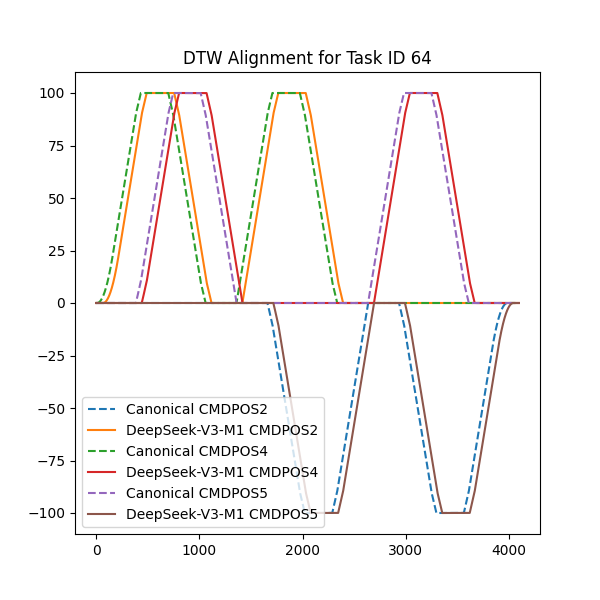 DTW Alignment for Task ID 64
100
75
50
25
0
−25
−50
−75
−100
Canonical CMDPOS2
DeepSeek-V3-M1 CMDPOS2
Canonical CMDPOS4
DeepSeek-V3-M1 CMDPOS4
Canonical CMDPOS5
DeepSeek-V3-M1 CMDPOS5
0 1000 2000 3000 4000